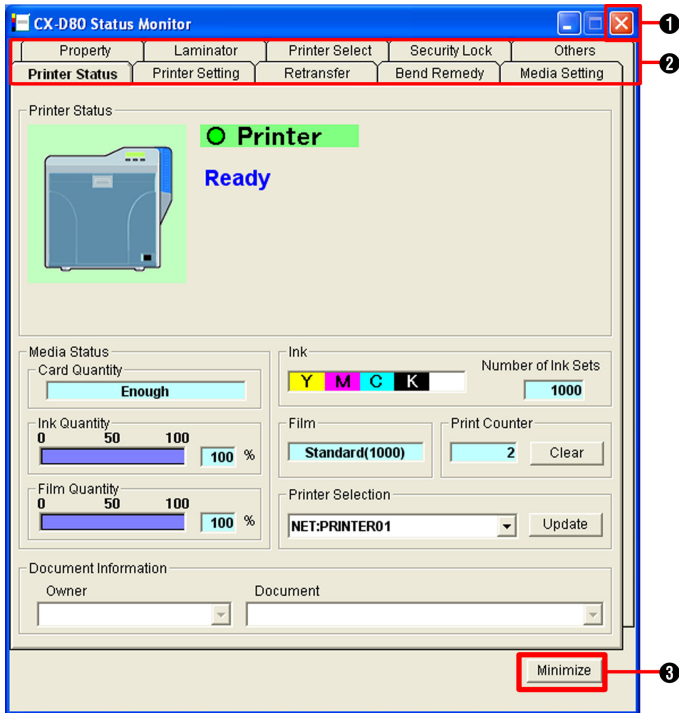 CX-D80 Status Monitor
❶
Property Laminator Printer Select Security Lock Others
❷
Printer Status Printer Setting Retransfer Bend Remedy Media Setting
Printer Status
Printer
Ready
Media Status
Card Quantity
Enough
Ink
Y M C K
Number of Ink Sets
1000
Ink Quantity
0 50 100
100 %
Film
Standard(1000)
Print Counter
2 Clear
Film Quantity
0 50 100
100 %
Printer Selection
NET:PRINTER01 Update
Document Information
Owner Document
Minimize
❸